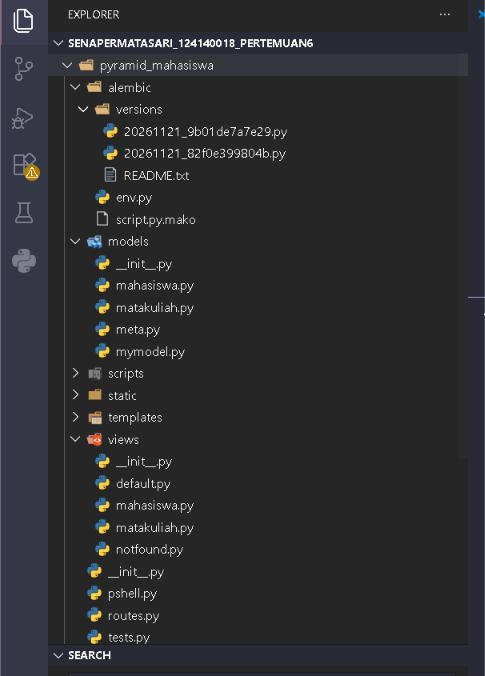 EXPLORER
SENAPERMATASARI_124140018_PERTEMUAN6
pyramid_mahasiswa
alembic
versions
20261121_9b01de7a7e29.py
20261121_82f0e399804b.py
README.txt
env.py
script.py.mako
models
__init__.py
mahasiswa.py
matakuliah.py
meta.py
mymodel.py
scripts
static
templates
views
__init__.py
default.py
mahasiswa.py
matakuliah.py
notfound.py
__init__.py
pshell.py
routes.py
tests.py
SEARCH